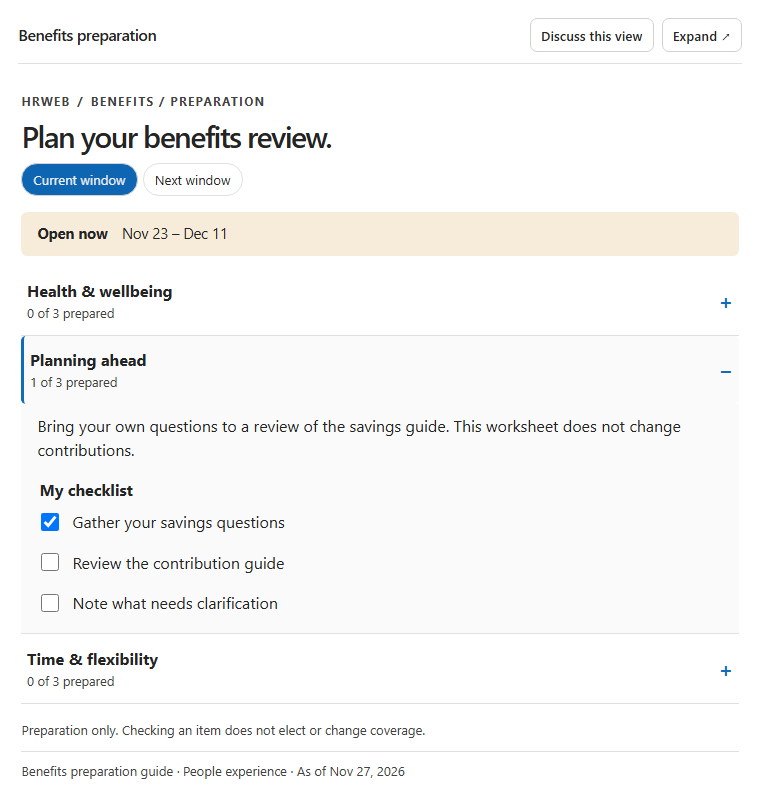 Benefits preparation
Discuss this view
Expand ↗
HRWEB / BENEFITS / PREPARATION
Plan your benefits review.
Current window
Next window
Open now Nov 23 – Dec 11
Health & wellbeing
0 of 3 prepared
+
Planning ahead
1 of 3 prepared
−
Bring your own questions to a review of the savings guide. This worksheet does not change
contributions.
My checklist
Gather your savings questions
Review the contribution guide
Note what needs clarification
Time & flexibility
0 of 3 prepared
+
Preparation only. Checking an item does not elect or change coverage.
Benefits preparation guide · People experience · As of Nov 27, 2026